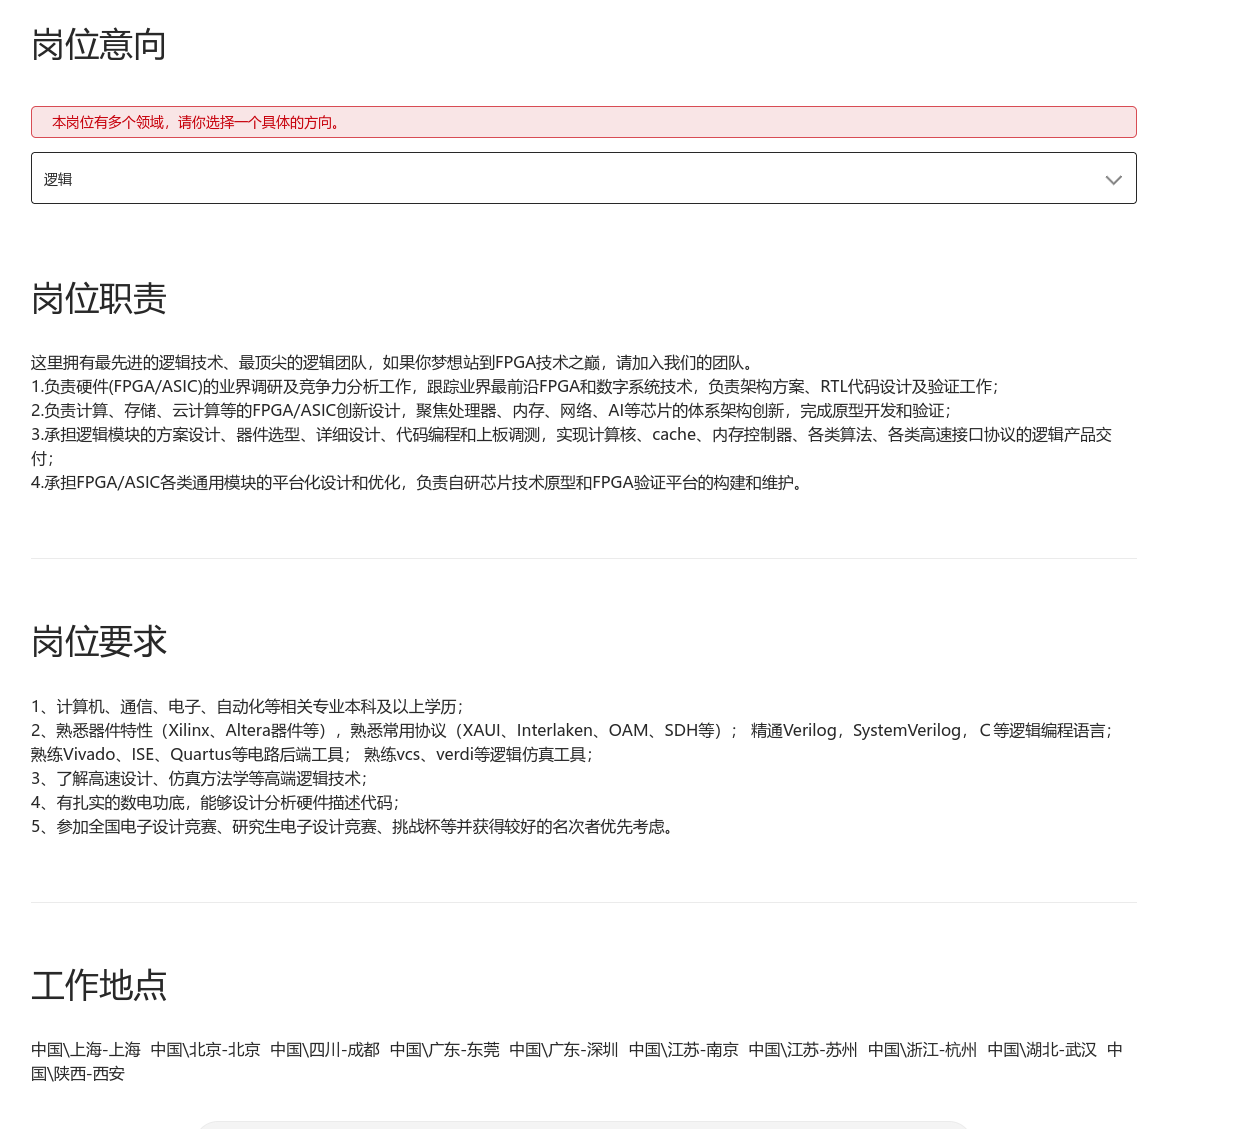 岗位意向
本岗位有多个领域，请你选择一个具体的方向。
逻辑
岗位职责
这里拥有最先进的逻辑技术、最顶尖的逻辑团队，如果你梦想站到FPGA技术之巅，请加入我们的团队。
1.负责硬件(FPGA/ASIC)的业界调研及竞争力分析工作，跟踪业界最前沿FPGA和数字系统技术，负责架构方案、RTL代码设计及验证工作；
2.负责计算、存储、云计算等的FPGA/ASIC创新设计，聚焦处理器、内存、网络、AI等芯片的体系架构创新，完成原型开发和验证；
3.承担逻辑模块的方案设计、器件选型、详细设计、代码编程和上板调测，实现计算核、cache、内存控制器、各类算法、各类高速接口协议的逻辑产品交
付；
4.承担FPGA/ASIC各类通用模块的平台化设计和优化，负责自研芯片技术原型和FPGA验证平台的构建和维护。
岗位要求
1、计算机、通信、电子、自动化等相关专业本科及以上学历；
2、熟悉器件特性（Xilinx、Altera器件等），熟悉常用协议（XAUI、Interlaken、OAM、SDH等）； 精通Verilog，SystemVerilog，Ｃ等逻辑编程语言；
熟练Vivado、ISE、Quartus等电路后端工具； 熟练vcs、verdi等逻辑仿真工具；
3、了解高速设计、仿真方法学等高端逻辑技术；
4、有扎实的数电功底，能够设计分析硬件描述代码；
5、参加全国电子设计竞赛、研究生电子设计竞赛、挑战杯等并获得较好的名次者优先考虑。
工作地点
中国\上海-上海 中国\北京-北京 中国\四川-成都 中国\广东-东莞 中国\广东-深圳 中国\江苏-南京 中国\江苏-苏州 中国\浙江-杭州 中国\湖北-武汉 中
国\陕西-西安